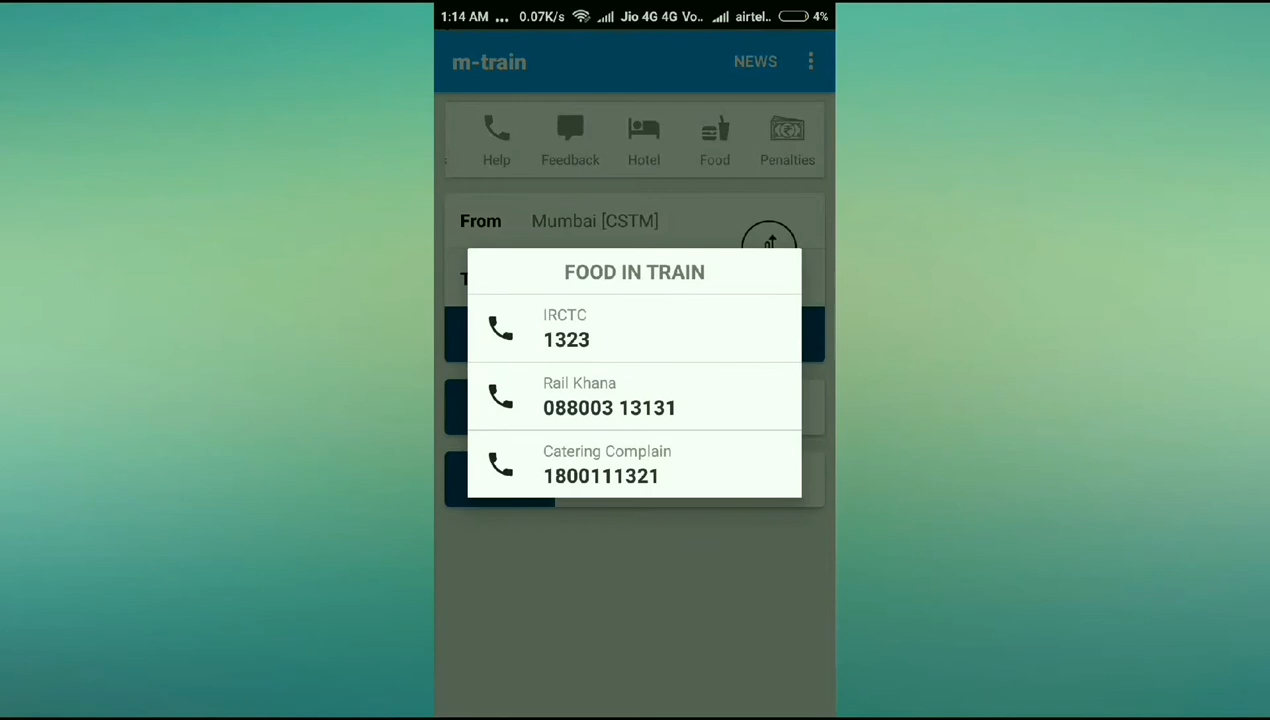 1:14 AM ... 0.07K/s Jio 4G 4G Vo.. airtel.. 4%
m-train NEWS
Help Feedback Hotel Food Penalties
From Mumbai [CSTM]
FOOD IN TRAIN
IRCTC
1323
Rail Khana
088003 13131
Catering Complain
1800111321